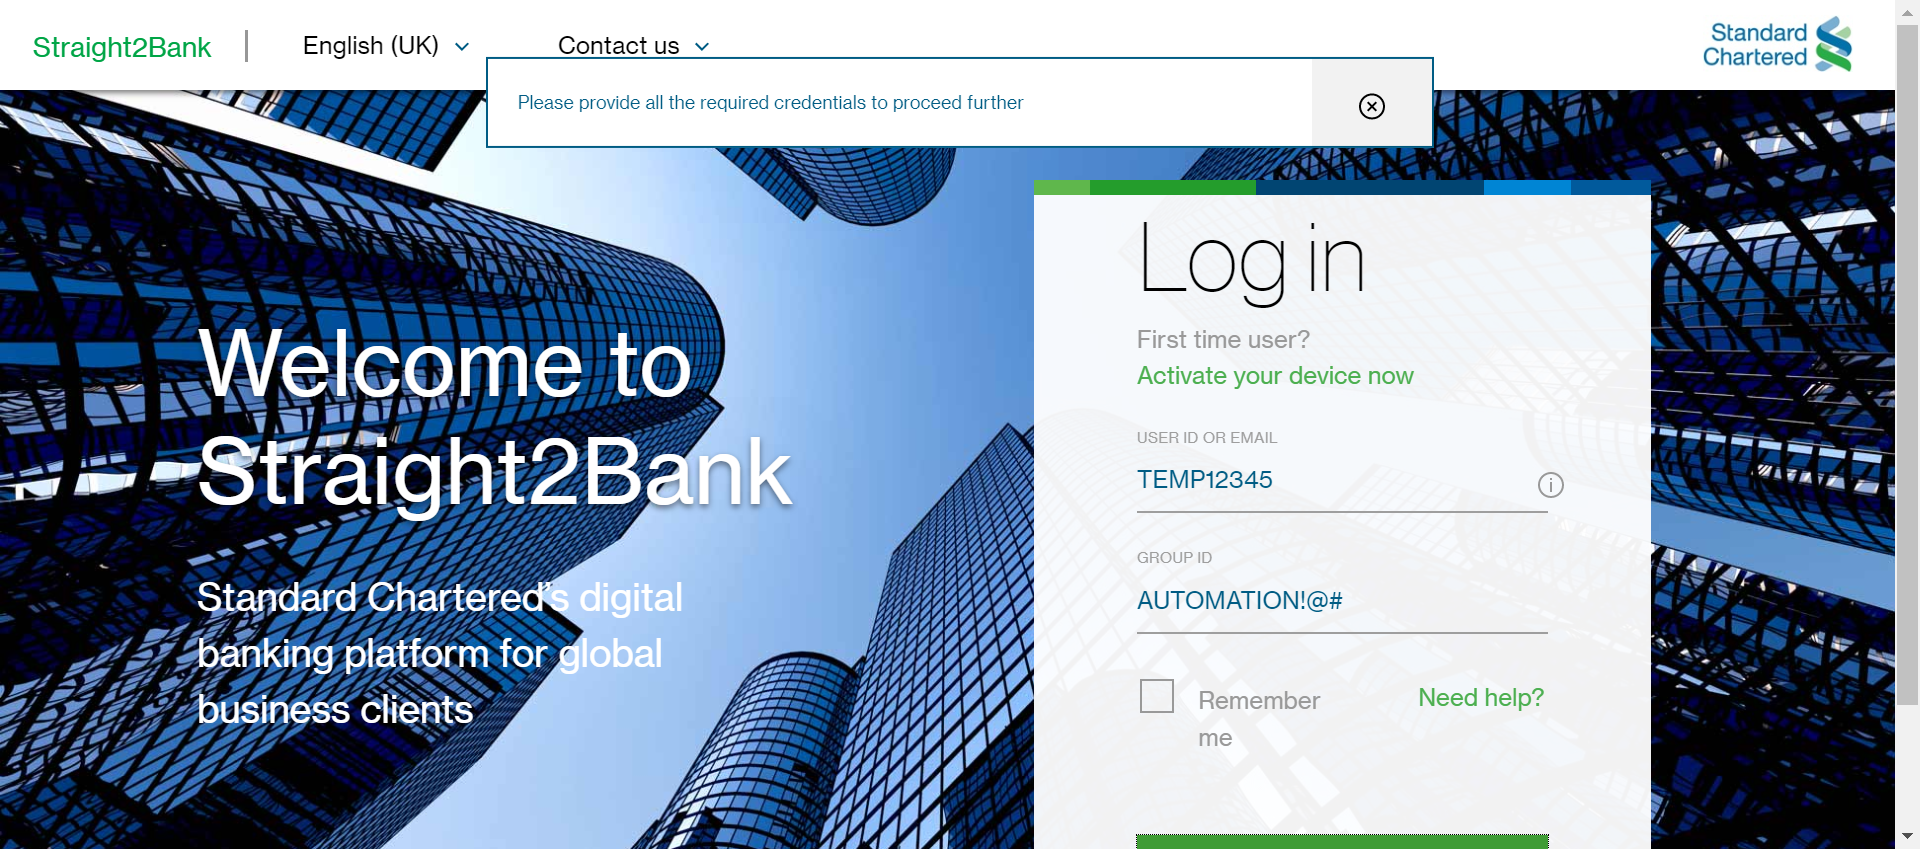 Straight2Bank
English (UK)
Contact us
Standard
Chartered
Please provide all the required credentials to proceed further
Welcome to
Straight2Bank
Standard Chartered's digital
banking platform for global
business clients
Log in
First time user?
Activate your device now
USER ID OR EMAIL
TEMP12345
GROUP ID
AUTOMATION!@#
Remember
me
Need help?